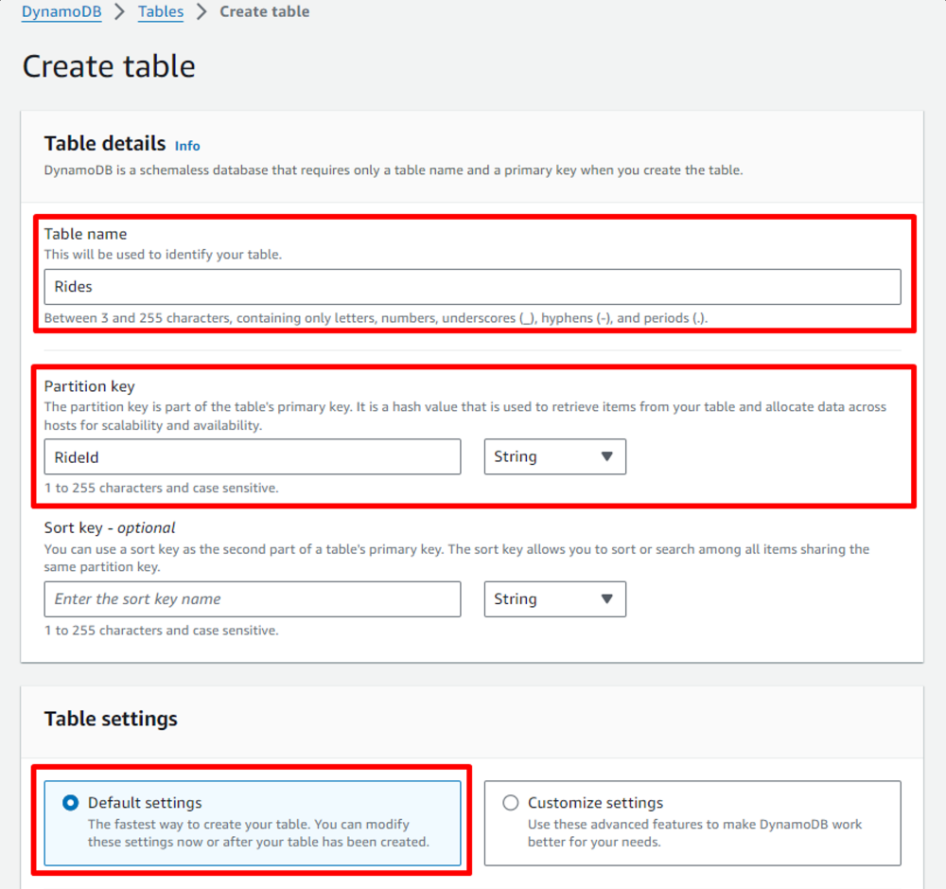 DynamoDB > Tables > Create table
Create table
Table details Info
DynamoDB is a schemaless database that requires only a table name and a primary key when you create the table.
Table name
This will be used to identify your table.
Rides
Between 3 and 255 characters, containing only letters, numbers, underscores (_), hyphens (-), and periods (.).
Partition key
The partition key is part of the table's primary key. It is a hash value that is used to retrieve items from your table and allocate data across
hosts for scalability and availability.
RideId String
1 to 255 characters and case sensitive.
Sort key - optional
You can use a sort key as the second part of a table's primary key. The sort key allows you to sort or search among all items sharing the
same partition key.
Enter the sort key name String
1 to 255 characters and case sensitive.
Table settings
Default settings
The fastest way to create your table. You can modify
these settings now or after your table has been created.
Customize settings
Use these advanced features to make DynamoDB work
better for your needs.